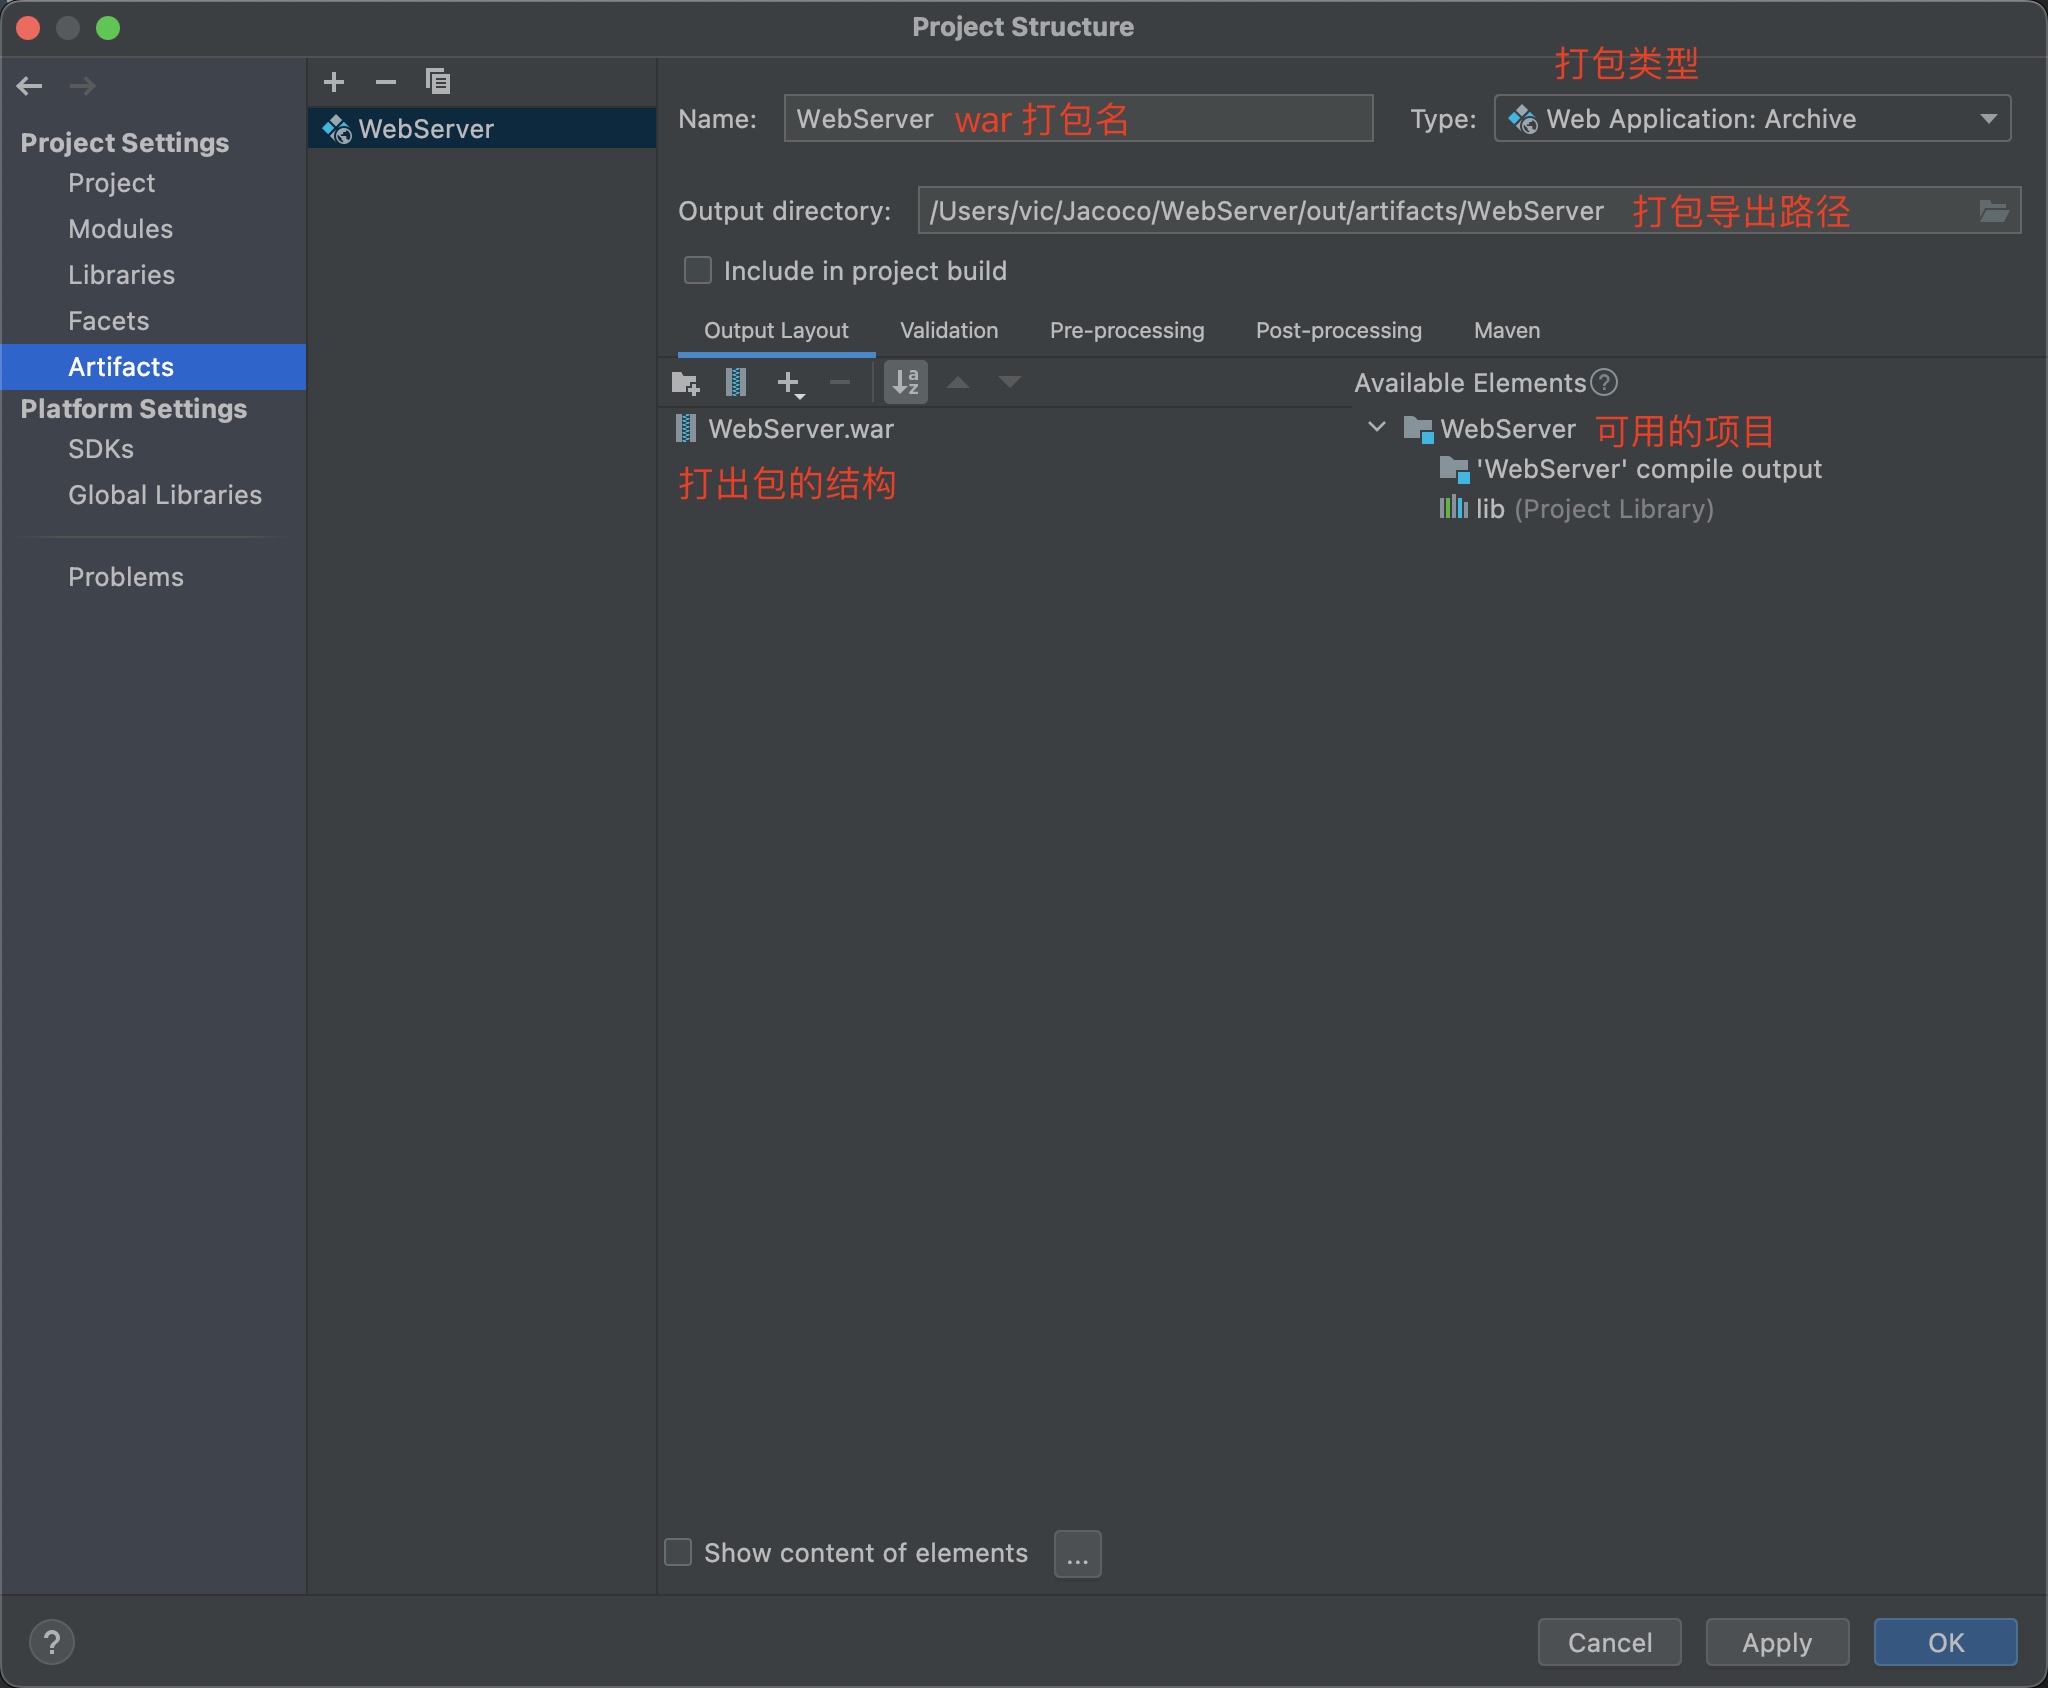 Project Structure
打包类型
Name: WebServer war 打包名 Type: Web Application: Archive
WebServer
Project Settings
Project
Modules
Libraries
Facets
Artifacts
Platform Settings
SDKs
Global Libraries
Problems
Output directory: /Users/vic/Jacoco/WebServer/out/artifacts/WebServer 打包导出路径
Include in project build
Output Layout Validation Pre-processing Post-processing Maven
Available Elements ?
WebServer.war
打出包的结构
WebServer 可用的项目
'WebServer' compile output
lib (Project Library)
Show content of elements ...
? Cancel Apply OK